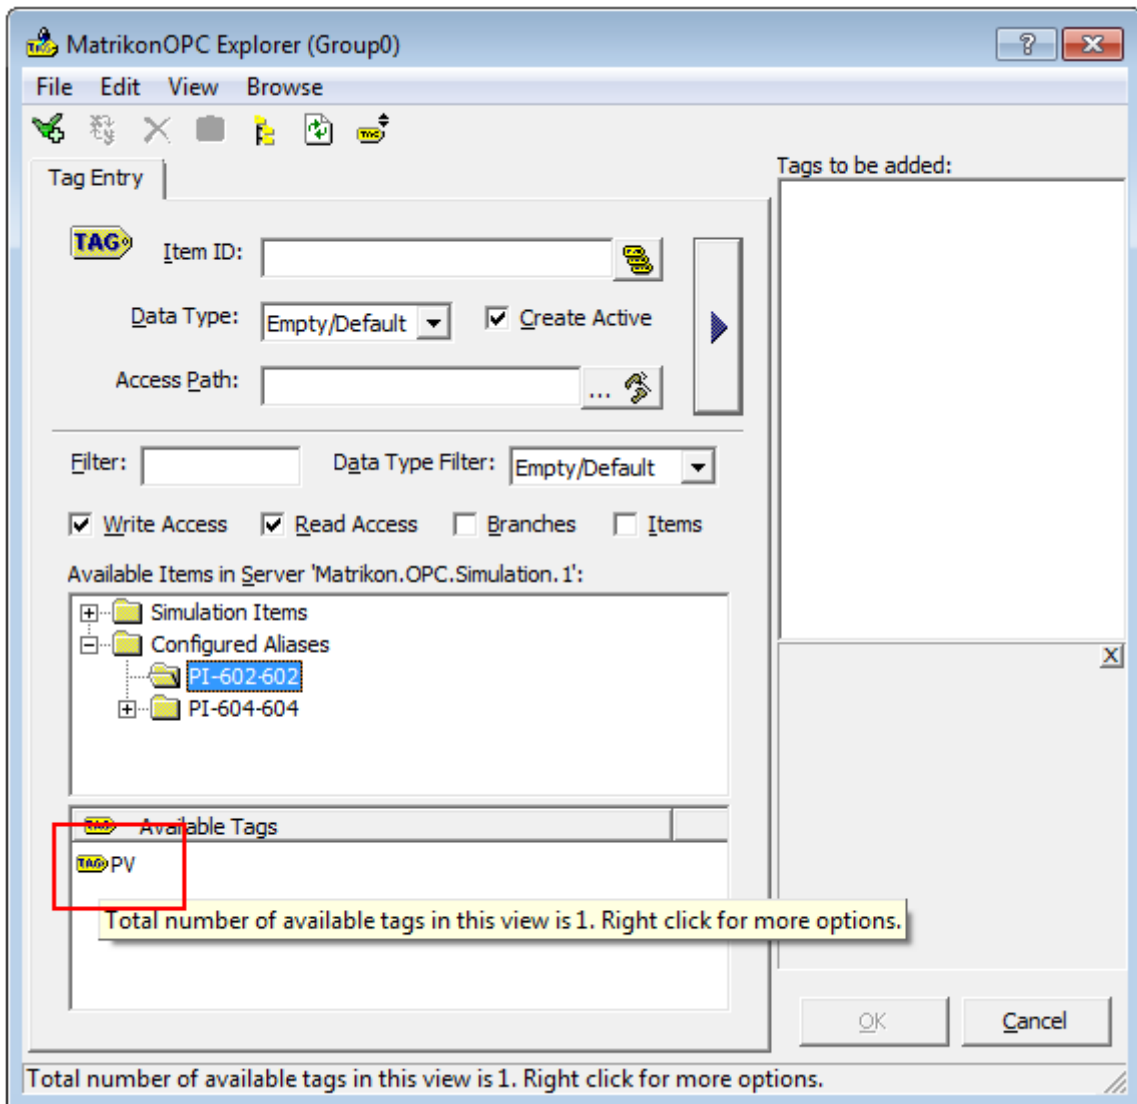 MatrikonOPC Explorer (Group0)
File Edit View Browse
Tag Entry
Tags to be added:
TAG
Item ID:
Data Type: Empty/Default Create Active
Access Path: ...
Filter: Data Type Filter: Empty/Default
Write Access Read Access Branches Items
Available Items in Server 'Matrikon.OPC.Simulation.1':
Simulation Items
Configured Aliases
PI-602-602
PI-604-604
TAG Available Tags
TAG PV
Total number of available tags in this view is 1. Right click for more options.
OK Cancel
Total number of available tags in this view is 1. Right click for more options.